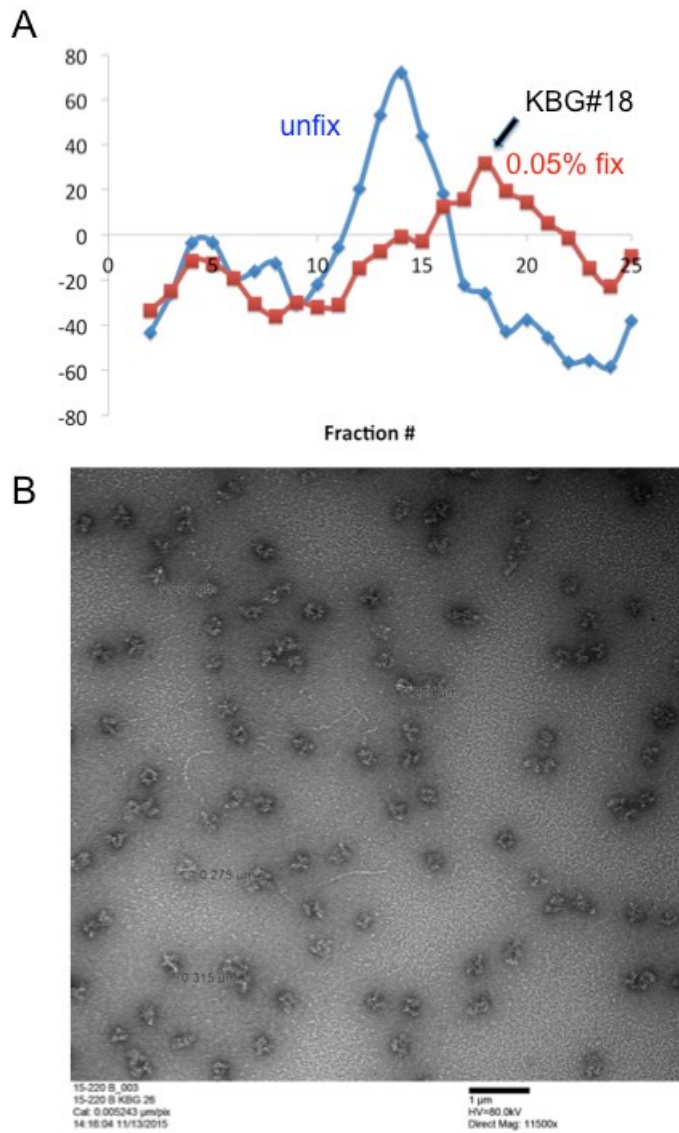 A
80
60
40
20
0
-20
-40
-60
-80
0
5
10
15
20
25
unfix
KBG#18
0.05% fix
Fraction #
B
0.275 µm
0.315 µm
15-220 B_003
15-220 B KBG 26
Cal: 0.005243 µm/pix
14:16:04 11/13/2015
1 µm
HV=80.0kV
Direct Mag: 11500x